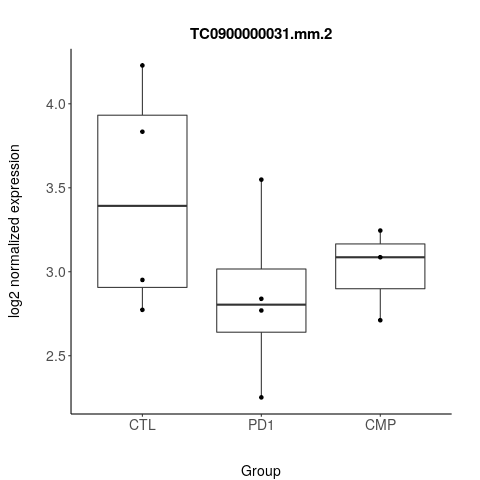 TC0900000031.mm.2
log2 normalized expression
4.0
3.5
3.0
2.5
CTL PD1 CMP
Group